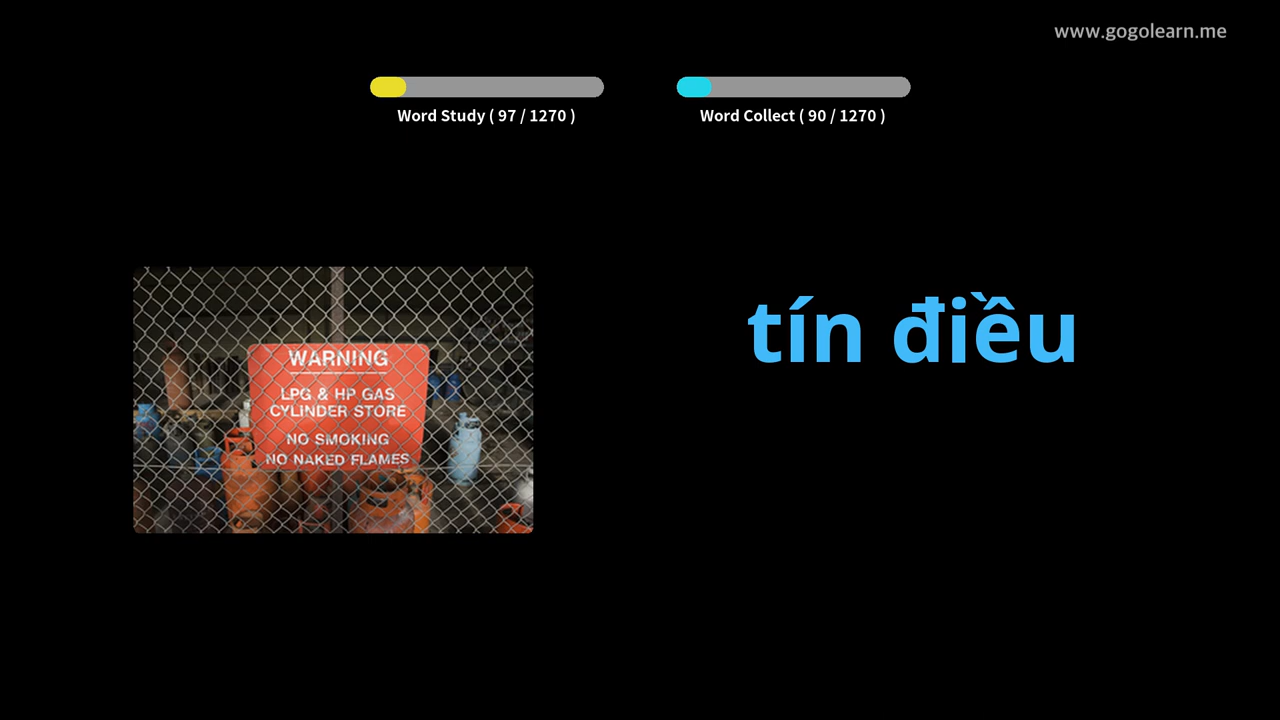 www.gogolearn.me
Word Study ( 97 / 1270 )
Word Collect ( 90 / 1270 )
tín điều
WARNING
LPG & HP GAS
CYLINDER STORE
NO SMOKING
NO NAKED FLAMES